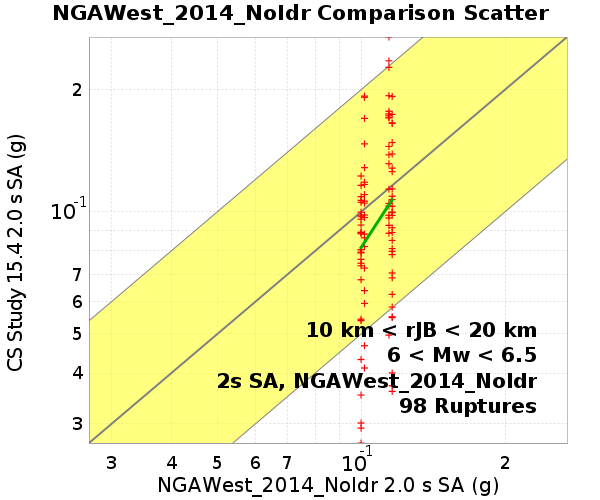 NGAWest_2014_NoIdr Comparison Scatter
2
10-1
7
6
5
4
3
CS Study 15.4 2.0 s SA (g)
10 km < rJB < 20 km
6 < Mw < 6.5
2s SA, NGAWest_2014_NoIdr
98 Ruptures
3 4 5 6 7 10-1 2
NGAWest_2014_NoIdr 2.0 s SA (g)